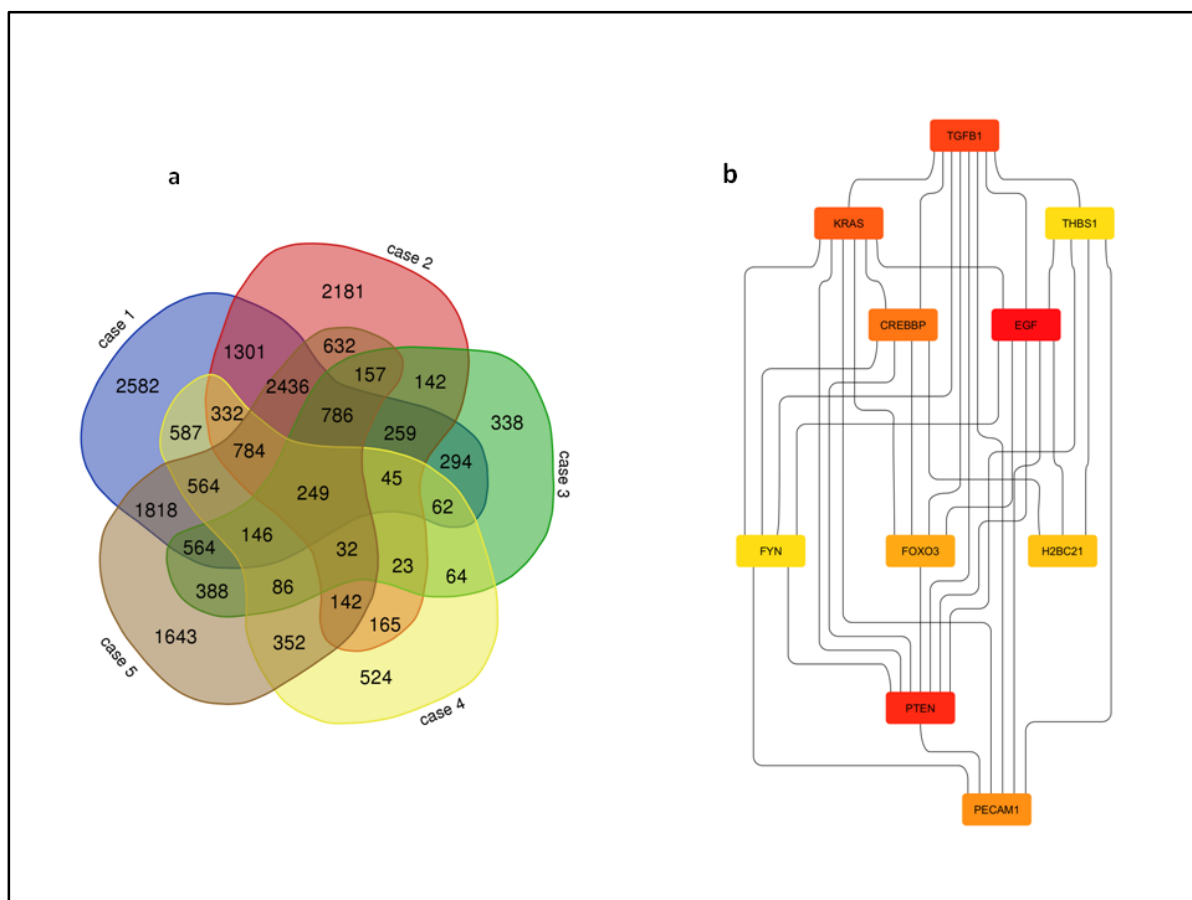 a
case 1
case 2
case 3
case 4
case 5
2181
1301
632
2582
2436
157
142
332
786
338
587
259
784
294
564
249
45
62
1818
146
564
32
23
64
388
86
142
165
1643
352
524
b
TGFB1
KRAS
THBS1
CREBBP
EGF
FYN
FOXO3
H2BC21
PTEN
PECAM1